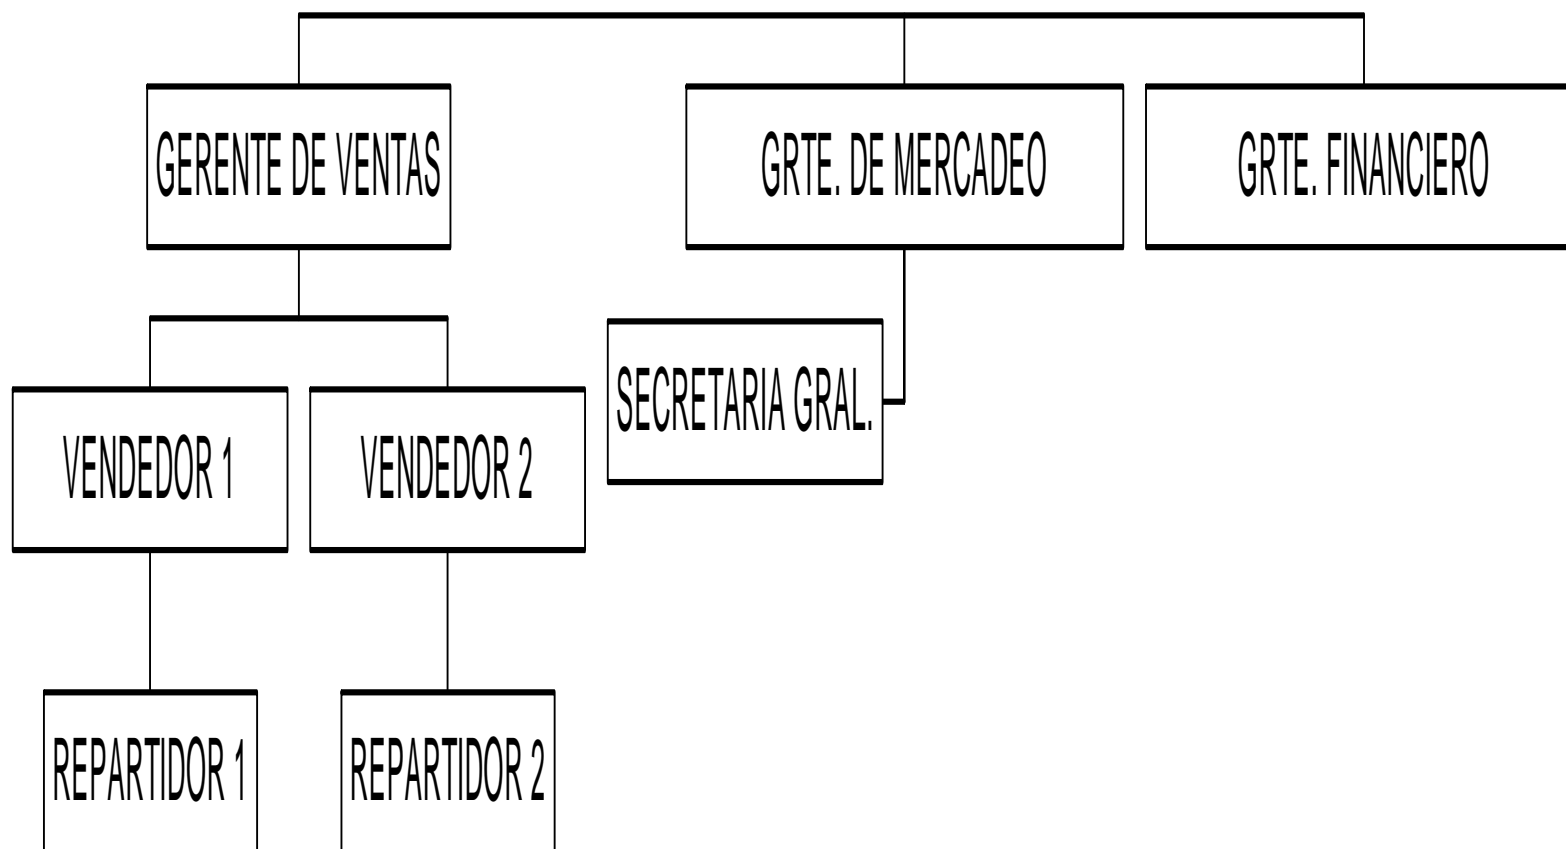 GERENTE DE VENTAS
GRTE. DE MERCADEO
GRTE. FINANCIERO
SECRETARIA GRAL.
VENDEDOR 1
VENDEDOR 2
REPARTIDOR 1
REPARTIDOR 2